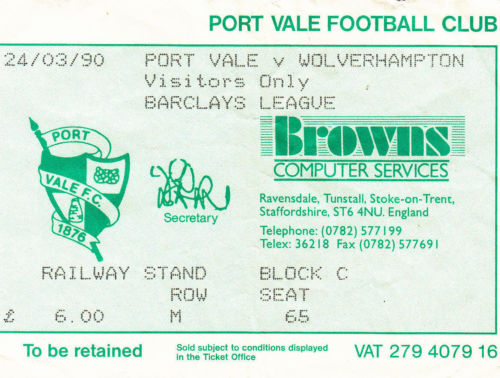 PORT VALE FOOTBALL CLUB
24/03/90 PORT VALE v WOLVERHAMPTON
Visitors Only
BARCLAYS LEAGUE
PORT
VALE F.C.
1876
Secretary
Browns
COMPUTER SERVICES
Ravensdale, Tunstall, Stoke-on-Trent,
Staffordshire, ST6 4NU. England
Telephone: (0782) 577199
Telex: 36218 Fax (0782) 577691
RAILWAY STAND BLOCK C
ROW SEAT
£ 6.00 M 65
To be retained
Sold subject to conditions displayed
in the Ticket Office
VAT 279 4079 16